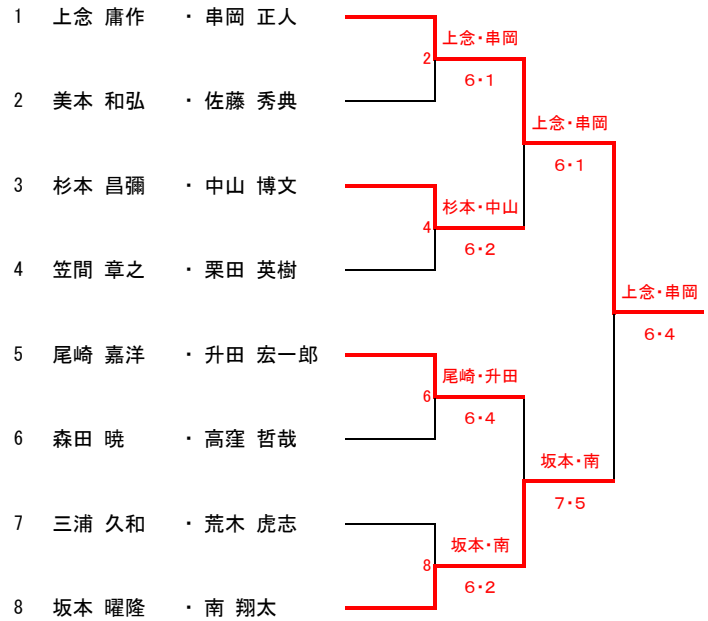 1 上念 庸作 ・ 串岡 正人
上念・串岡
2
6・1
2 美本 和弘 ・ 佐藤 秀典
上念・串岡
6・1
3 杉本 昌彌 ・ 中山 博文
杉本・中山
4
6・2
4 笠間 章之 ・ 栗田 英樹
上念・串岡
6・4
5 尾崎 嘉洋 ・ 升田 宏一郎
尾崎・升田
6
6・4
6 森田 暁 ・ 高窪 哲哉
坂本・南
7・5
7 三浦 久和 ・ 荒木 虎志
坂本・南
8
6・2
8 坂本 曜隆 ・ 南 翔太